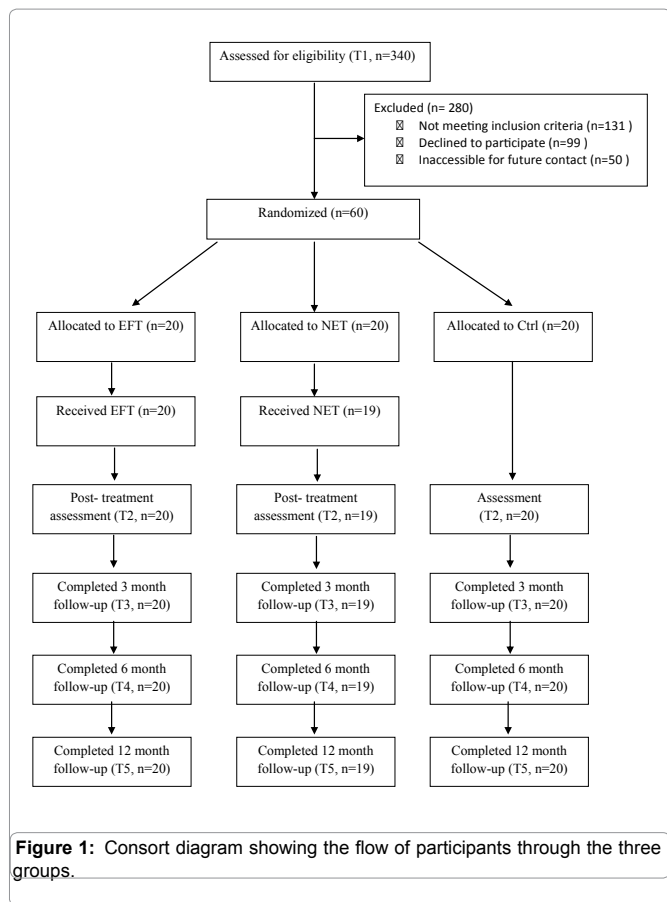 Assessed for eligibility (T1, n=340)
Excluded (n= 280)
Not meeting inclusion criteria (n=131 )
Declined to participate (n=99 )
Inaccessible for future contact (n=50 )
Randomized (n=60)
Allocated to EFT (n=20)
Allocated to NET (n=20)
Allocated to Ctrl (n=20)
Received EFT (n=20)
Received NET (n=19)
Post- treatment
assessment (T2, n=20)
Post- treatment
assessment (T2, n=19)
Assessment
(T2, n=20)
Completed 3 month
follow-up (T3, n=20)
Completed 3 month
follow-up (T3, n=19)
Completed 3 month
follow-up (T3, n=20)
Completed 6 month
follow-up (T4, n=20)
Completed 6 month
follow-up (T4, n=19)
Completed 6 month
follow-up (T4, n=20)
Completed 12 month
follow-up (T5, n=20)
Completed 12 month
follow-up (T5, n=19)
Completed 12 month
follow-up (T5, n=20)
Figure 1: Consort diagram showing the flow of participants through the three
groups.